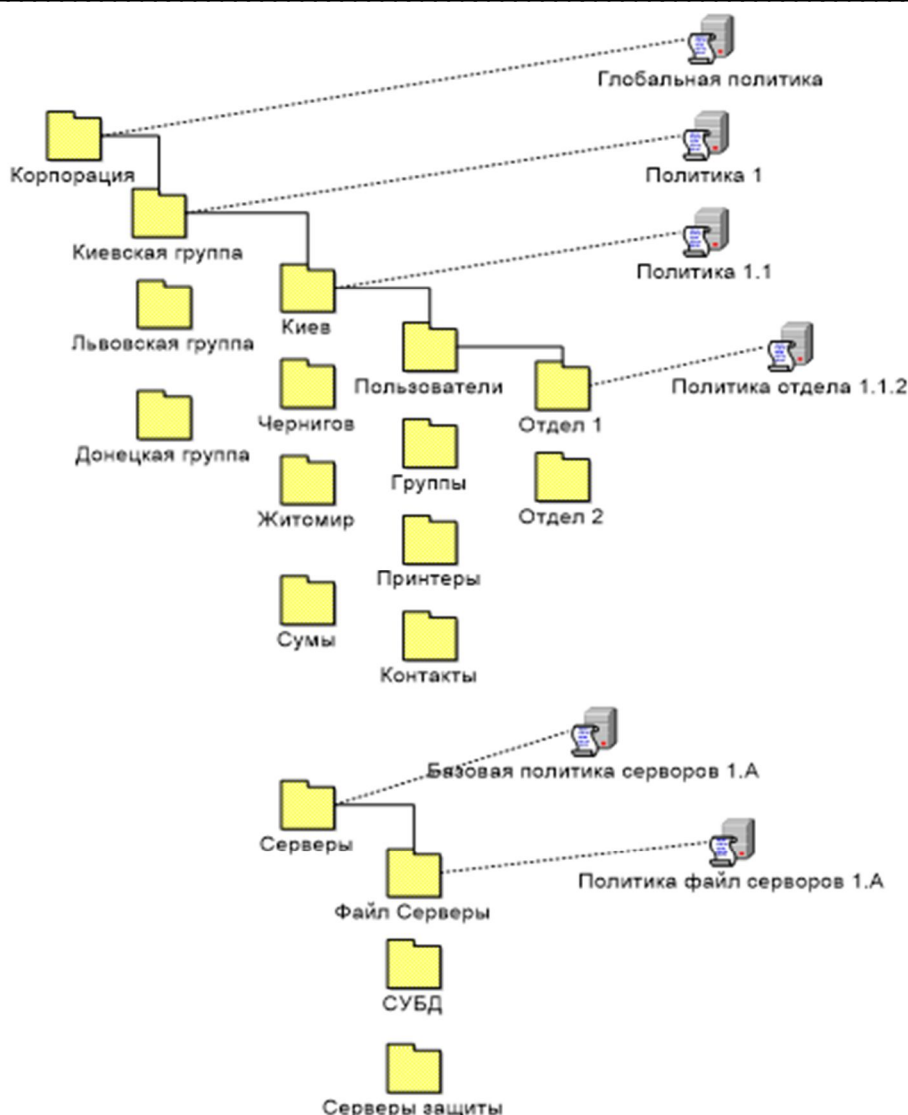 Глобальная политика
Корпорация
Политика 1
Киевская группа
Политика 1.1
Львовская группа
Киев
Пользователи
Политика отдела 1.1.2
Донецкая группа
Чернигов
Отдел 1
Группы
Житомир
Отдел 2
Принтеры
Сумы
Контакты
Базовая политика серверов 1.А
Серверы
Политика файл серверов 1.А
Файл Серверы
СУБД
Серверы защиты